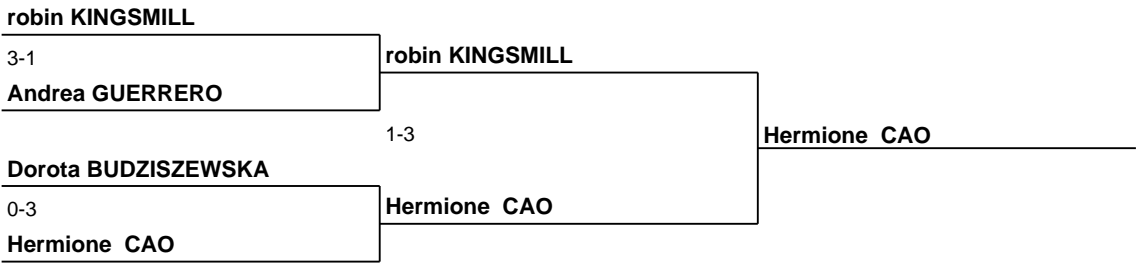 robin KINGSMILL
3-1
robin KINGSMILL
Andrea GUERRERO
1-3
Hermione  CAO
Dorota BUDZISZEWSKA
0-3
Hermione  CAO
Hermione  CAO